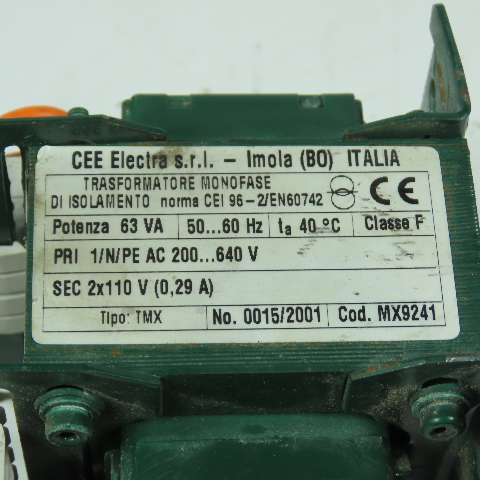 CEE Electra s.r.l. – Imola (BO) ITALIA
TRASFORMATORE MONOFASE
DI ISOLAMENTO norma CEI 96-2/EN60742
CE
Potenza 63 VA 50...60 Hz ta 40 °C Classe F
PRI 1/N/PE AC 200...640 V
SEC 2x110 V (0,29 A)
Tipo: TMX No. 0015/2001 Cod. MX9241